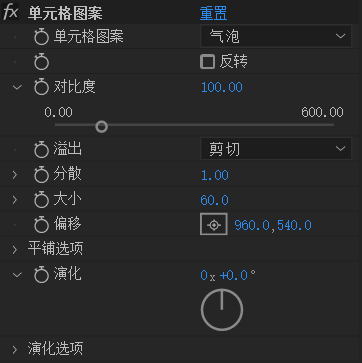 fx 单元格图案 重置
单元格图案 气泡
反转
对比度 100.00
0.00 600.00
溢出 剪切
分散 1.00
大小 60.0
偏移 960.0,540.0
平铺选项
演化 0x+0.0°
演化选项